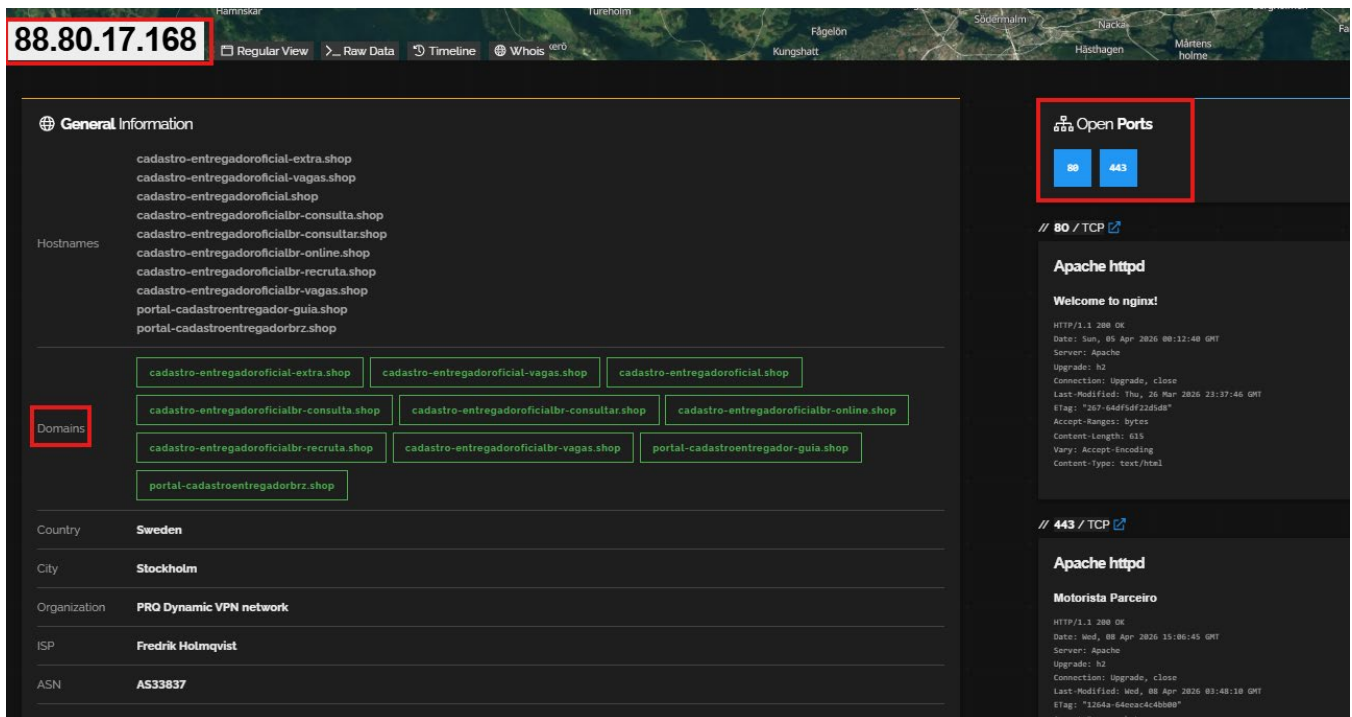 Hamnskär
Tureholm
Fågelön
Kungshatt
Södermalm
Nacka
Hästhagen
Mårtens
holme
88.80.17.168
Regular View
>_ Raw Data
Timeline
Whois
General Information
Hostnames
cadastro-entregadoroficial-extra.shop
cadastro-entregadoroficial-vagas.shop
cadastro-entregadoroficial.shop
cadastro-entregadoroficialbr-consulta.shop
cadastro-entregadoroficialbr-consultar.shop
cadastro-entregadoroficialbr-online.shop
cadastro-entregadoroficialbr-recruta.shop
cadastro-entregadoroficialbr-vagas.shop
portal-cadastroentregador-guia.shop
portal-cadastroentregadorbrz.shop
Domains
cadastro-entregadoroficial-extra.shop cadastro-entregadoroficial-vagas.shop cadastro-entregadoroficial.shop
cadastro-entregadoroficialbr-consulta.shop cadastro-entregadoroficialbr-consultar.shop cadastro-entregadoroficialbr-online.shop
cadastro-entregadoroficialbr-recruta.shop cadastro-entregadoroficialbr-vagas.shop portal-cadastroentregador-guia.shop
portal-cadastroentregadorbrz.shop
Country Sweden
City Stockholm
Organization PRQ Dynamic VPN network
ISP Fredrik Holmqvist
ASN AS33837
Open Ports
80 443
// 80 / TCP
Apache httpd
Welcome to nginx!
HTTP/1.1 200 OK
Date: Sun, 05 Apr 2026 00:12:40 GMT
Server: Apache
Upgrade: h2
Connection: Upgrade, close
Last-Modified: Thu, 26 Mar 2026 23:37:46 GMT
ETag: "267-64df5df22d5d8"
Accept-Ranges: bytes
Content-Length: 615
Vary: Accept-Encoding
Content-Type: text/html
// 443 / TCP
Apache httpd
Motorista Parceiro
HTTP/1.1 200 OK
Date: Wed, 08 Apr 2026 15:06:45 GMT
Server: Apache
Upgrade: h2
Connection: Upgrade, close
Last-Modified: Wed, 08 Apr 2026 03:48:10 GMT
ETag: "1264a-64eeac4c4bb00"